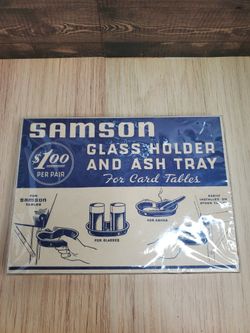 SAMSON
$1.00
PER PAIR
GLASS HOLDER
AND ASH TRAY
For Card Tables
FOR
SAMSON
TABLES
FOR GLASSES
FOR ASHES
EASILY
INSTALLED ON